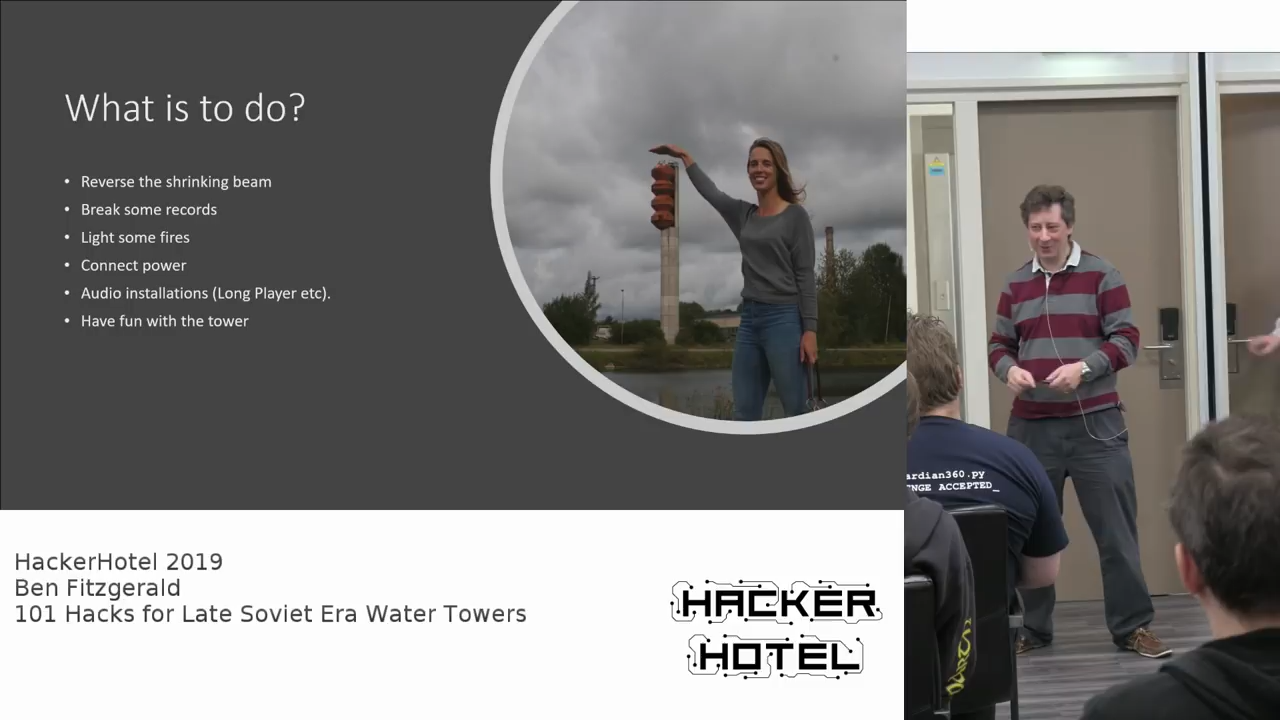 What is to do?
• Reverse the shrinking beam
• Break some records
• Light some fires
• Connect power
• Audio installations (Long Player etc).
• Have fun with the tower
ardian360.py
NGE ACCEPTED_
HackerHotel 2019
Ben Fitzgerald
101 Hacks for Late Soviet Era Water Towers
HACKER
HOTEL